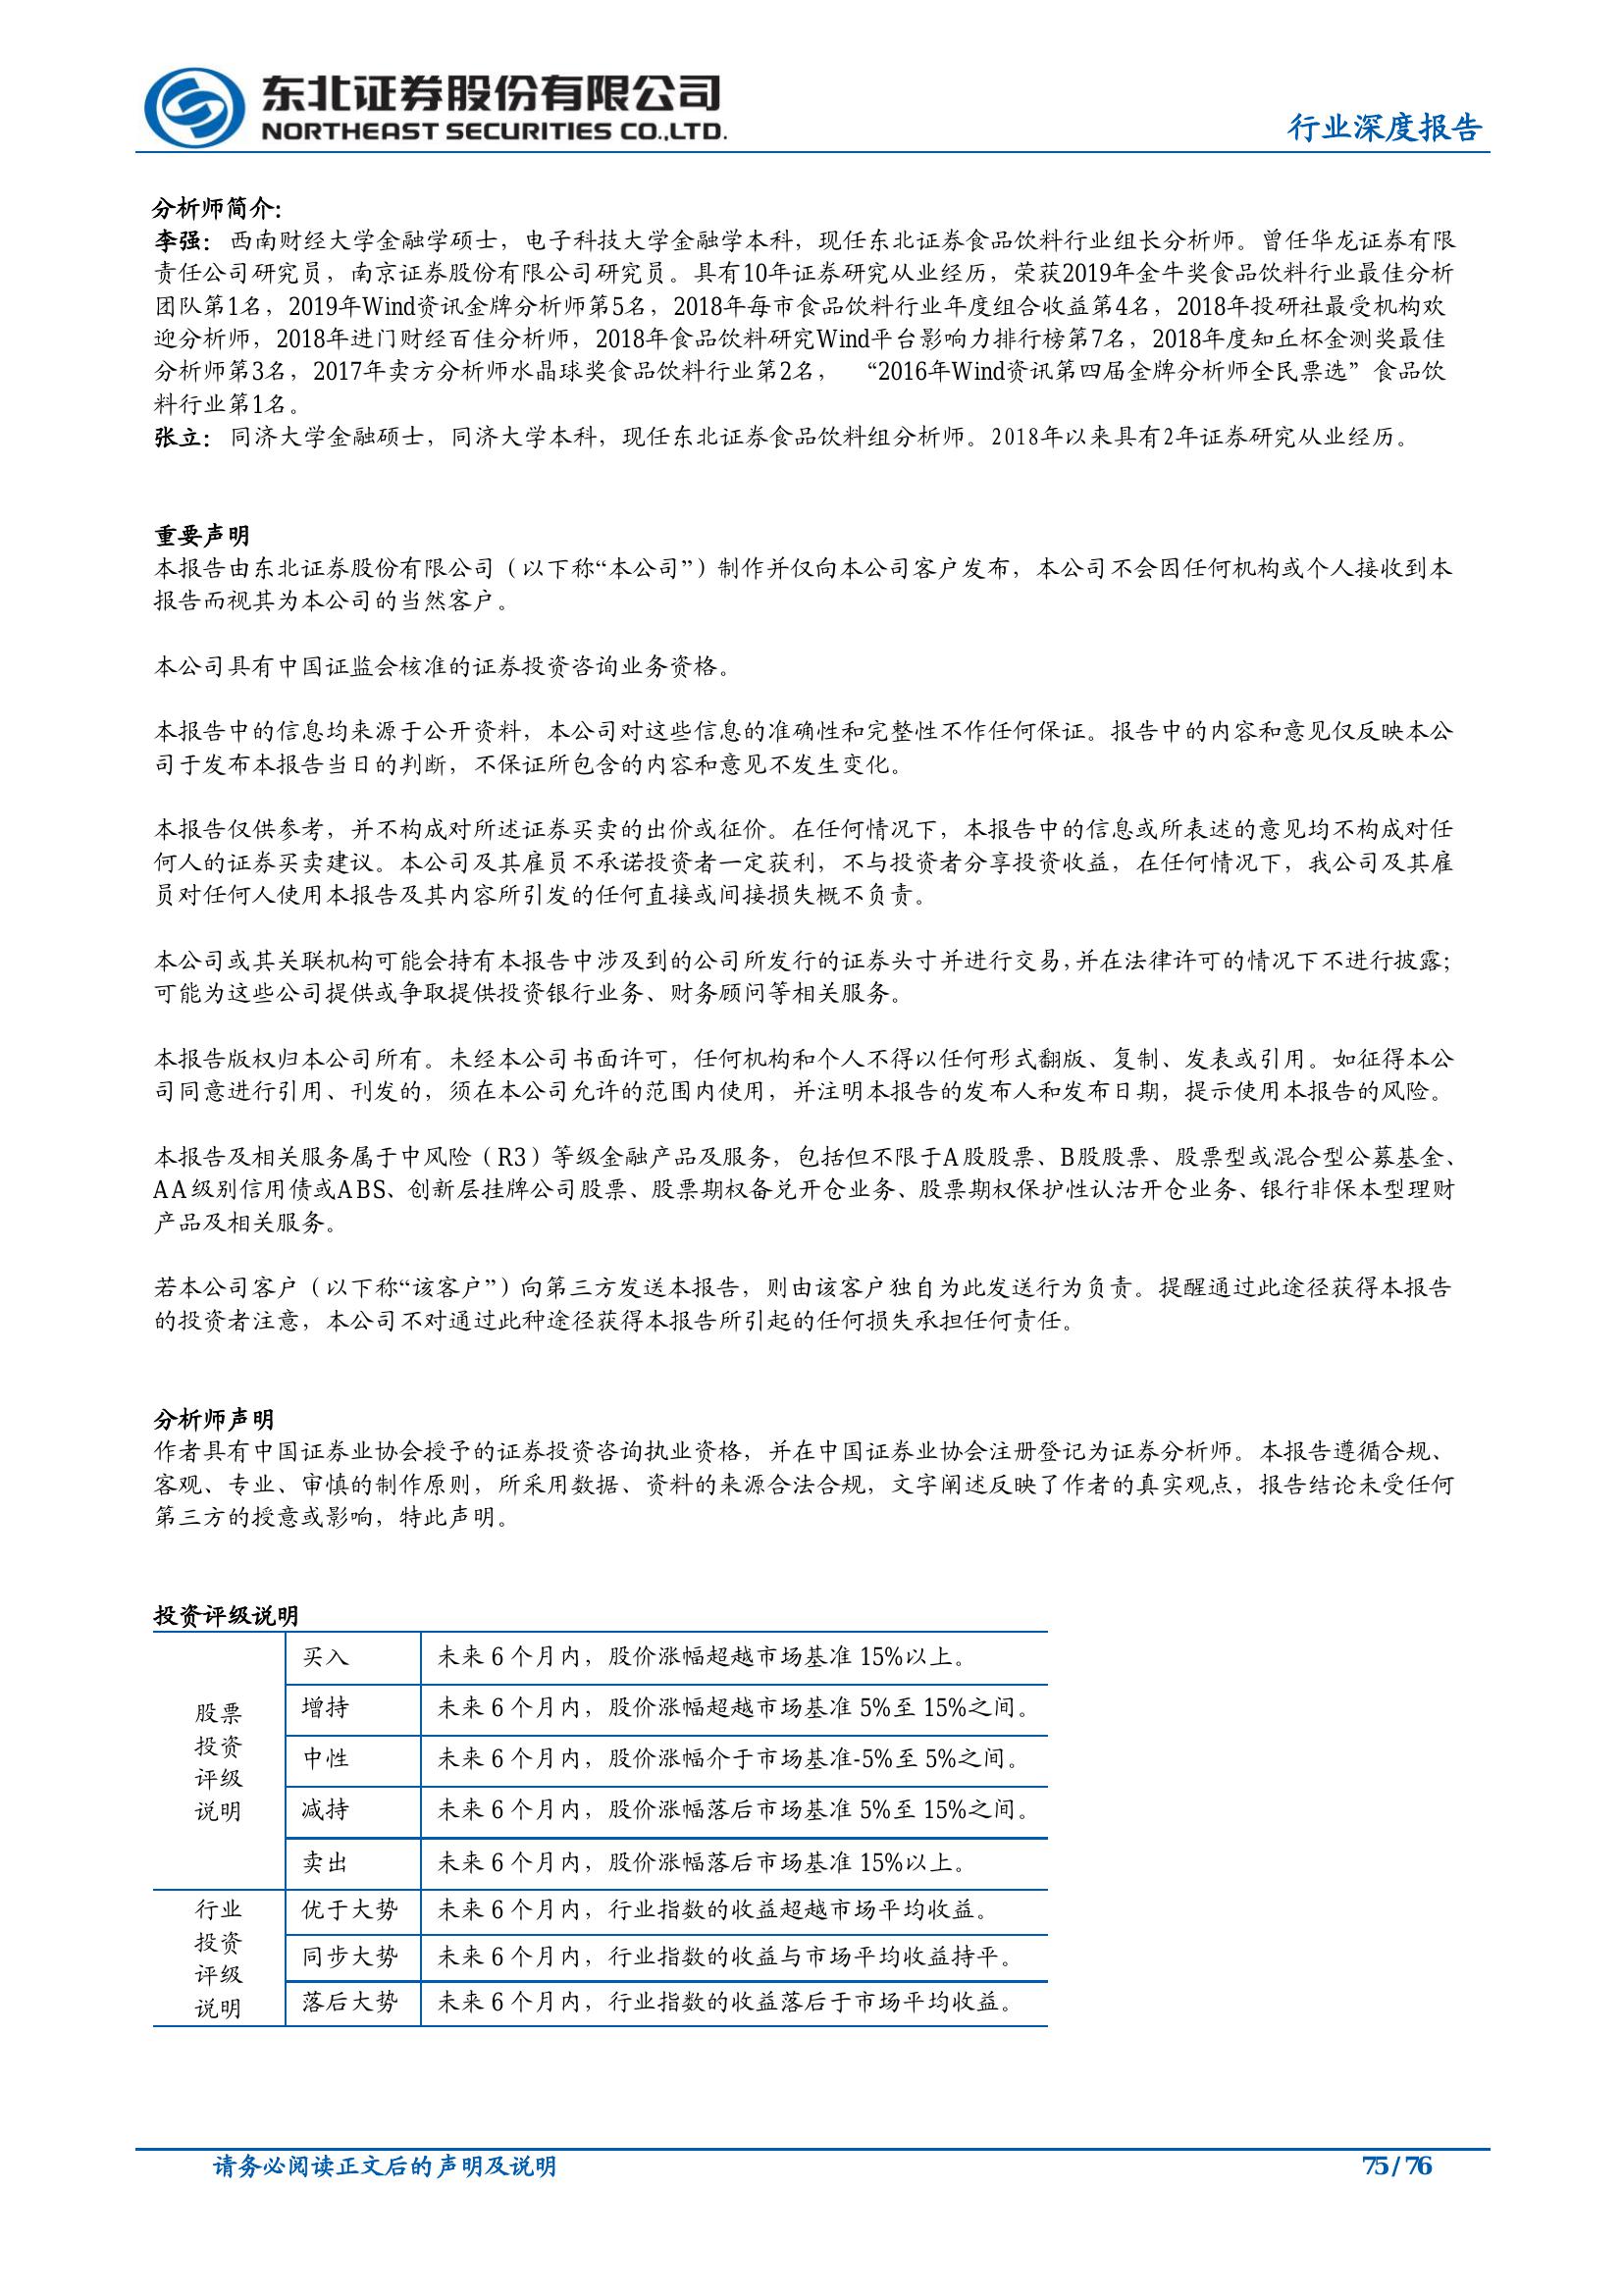 东北证券股份有限公司
NORTHEAST SECURITIES CO.,LTD.
行业深度报告
分析师简介：
李强：西南财经大学金融学硕士，电子科技大学金融学本科，现任东北证券食品饮料行业组长分析师。曾任华龙证券有限
责任公司研究员，南京证券股份有限公司研究员。具有10年证券研究从业经历，荣获2019年金牛奖食品饮料行业最佳分析
团队第1名，2019年Wind资讯金牌分析师第5名，2018年每市食品饮料行业年度组合收益第4名，2018年投研社最受机构欢
迎分析师，2018年进门财经百佳分析师，2018年食品饮料研究Wind平台影响力排行榜第7名，2018年度知丘杯金测奖最佳
分析师第3名，2017年卖方分析师水晶球奖食品饮料行业第2名， “2016年Wind资讯第四届金牌分析师全民票选”食品饮
料行业第1名。
张立：同济大学金融硕士，同济大学本科，现任东北证券食品饮料组分析师。2018年以来具有2年证券研究从业经历。
重要声明
本报告由东北证券股份有限公司（以下称“本公司”）制作并仅向本公司客户发布，本公司不会因任何机构或个人接收到本
报告而视其为本公司的当然客户。
本公司具有中国证监会核准的证券投资咨询业务资格。
本报告中的信息均来源于公开资料，本公司对这些信息的准确性和完整性不作任何保证。报告中的内容和意见仅反映本公
司于发布本报告当日的判断，不保证所包含的内容和意见不发生变化。
本报告仅供参考，并不构成对所述证券买卖的出价或征价。在任何情况下，本报告中的信息或所表述的意见均不构成对任
何人的证券买卖建议。本公司及其雇员不承诺投资者一定获利，不与投资者分享投资收益，在任何情况下，我公司及其雇
员对任何人使用本报告及其内容所引发的任何直接或间接损失概不负责。
本公司或其关联机构可能会持有本报告中涉及到的公司所发行的证券头寸并进行交易，并在法律许可的情况下不进行披露；
可能为这些公司提供或争取提供投资银行业务、财务顾问等相关服务。
本报告版权归本公司所有。未经本公司书面许可，任何机构和个人不得以任何形式翻版、复制、发表或引用。如征得本公
司同意进行引用、刊发的，须在本公司允许的范围内使用，并注明本报告的发布人和发布日期，提示使用本报告的风险。
本报告及相关服务属于中风险（R3）等级金融产品及服务，包括但不限于A股股票、B股股票、股票型或混合型公募基金、
AA级别信用债或ABS、创新层挂牌公司股票、股票期权备兑开仓业务、股票期权保护性认沽开仓业务、银行非保本型理财
产品及相关服务。
若本公司客户（以下称“该客户”）向第三方发送本报告，则由该客户独自为此发送行为负责。提醒通过此途径获得本报告
的投资者注意，本公司不对通过此种途径获得本报告所引起的任何损失承担任何责任。
分析师声明
作者具有中国证券业协会授予的证券投资咨询执业资格，并在中国证券业协会注册登记为证券分析师。本报告遵循合规、
客观、专业、审慎的制作原则，所采用数据、资料的来源合法合规，文字阐述反映了作者的真实观点，报告结论未受任何
第三方的授意或影响，特此声明。
投资评级说明
股票
投资
评级
说明
买入 未来 6 个月内，股价涨幅超越市场基准 15%以上。
增持 未来 6 个月内，股价涨幅超越市场基准 5%至 15%之间。
中性 未来 6 个月内，股价涨幅介于市场基准-5%至 5%之间。
减持 未来 6 个月内，股价涨幅落后市场基准 5%至 15%之间。
卖出 未来 6 个月内，股价涨幅落后市场基准 15%以上。
行业
投资
评级
说明
优于大势 未来 6 个月内，行业指数的收益超越市场平均收益。
同步大势 未来 6 个月内，行业指数的收益与市场平均收益持平。
落后大势 未来 6 个月内，行业指数的收益落后于市场平均收益。
请务必阅读正文后的声明及说明 75 / 76